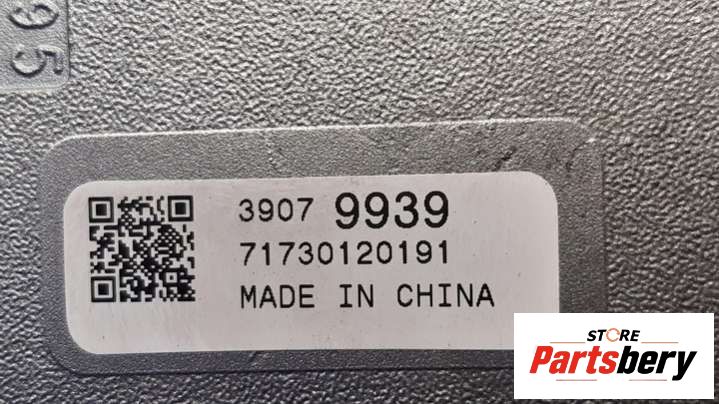 95
3907 9939
71730120191
MADE IN CHINA
STORE
Partsbery